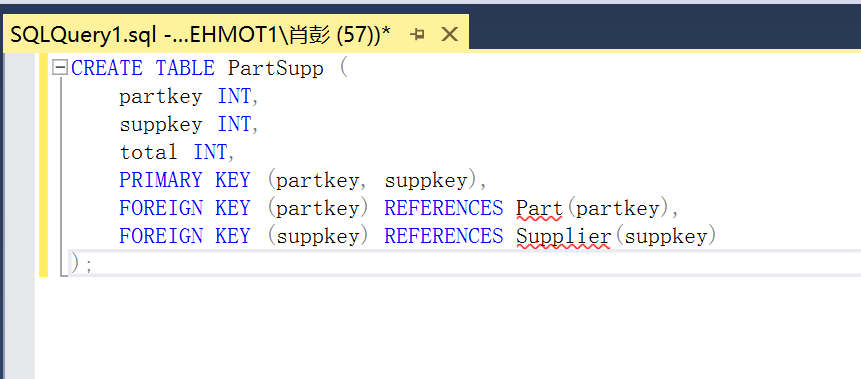 SQLQuery1.sql -...EHMOT1\肖彭 (57))*
CREATE TABLE PartSupp (
partkey INT,
suppkey INT,
total INT,
PRIMARY KEY (partkey, suppkey),
FOREIGN KEY (partkey) REFERENCES Part(partkey),
FOREIGN KEY (suppkey) REFERENCES Supplier(suppkey)
);